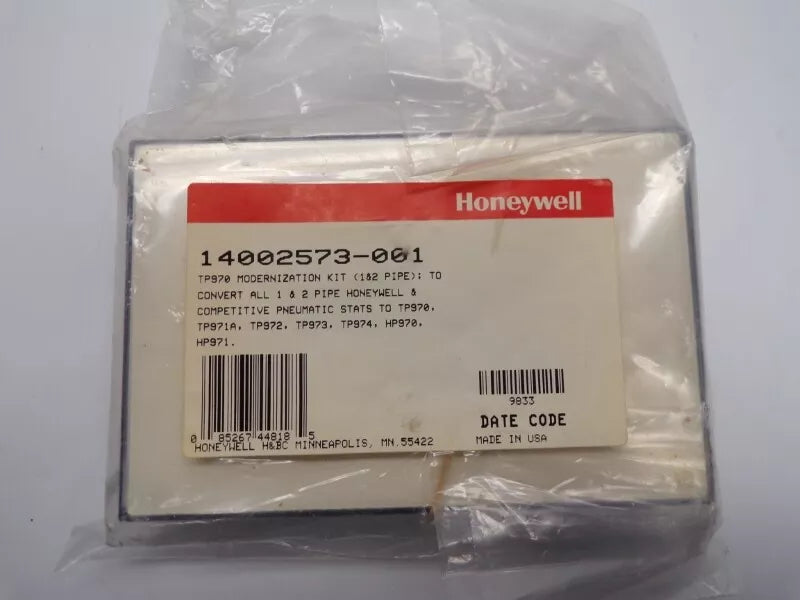 Honeywell
14002573-001
TP970 MODERNIZATION KIT (1&2 PIPE); TO
CONVERT ALL 1 & 2 PIPE HONEYWELL &
COMPETITIVE PNEUMATIC STATS TO TP970,
TP971A, TP972, TP973, TP974, HP970,
HP971.
0 85267 44818 5
9833
DATE CODE
HONEYWELL H&BC MINNEAPOLIS, MN.55422
MADE IN USA